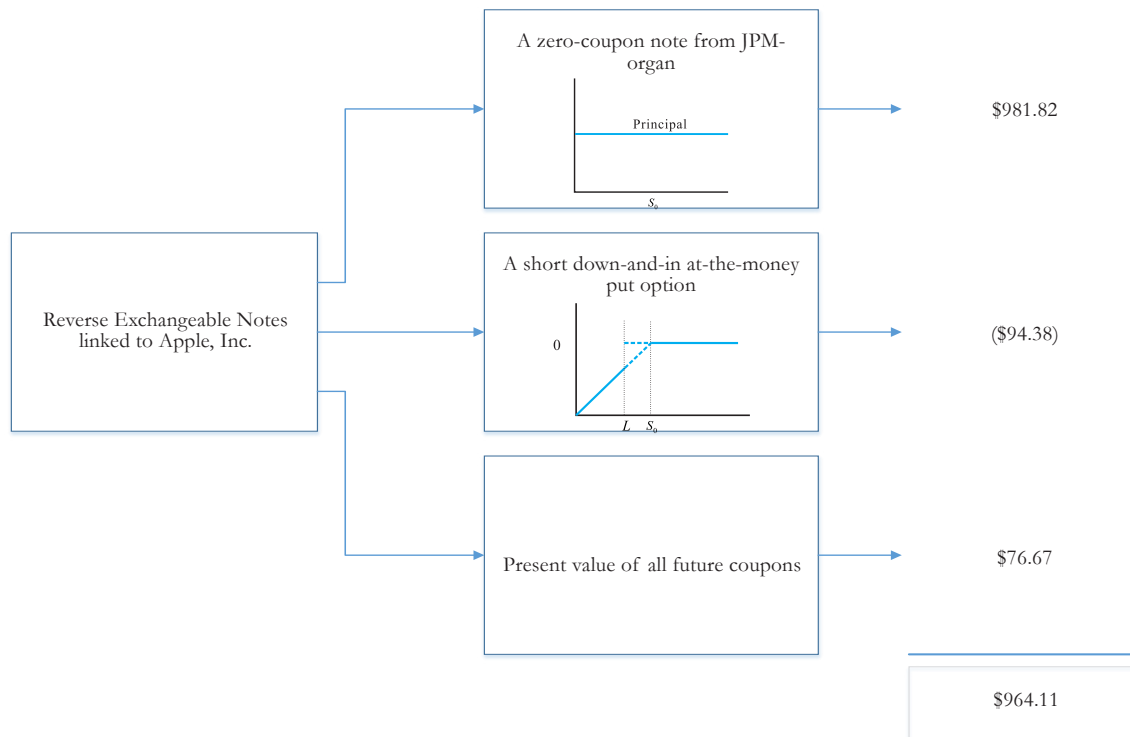 A zero-coupon note from JPM-
organ
Principal
S₀
$981.82
Reverse Exchangeable Notes
linked to Apple, Inc.
A short down-and-in at-the-money
put option
0
L S₀
($94.38)
Present value of all future coupons
$76.67
$964.11